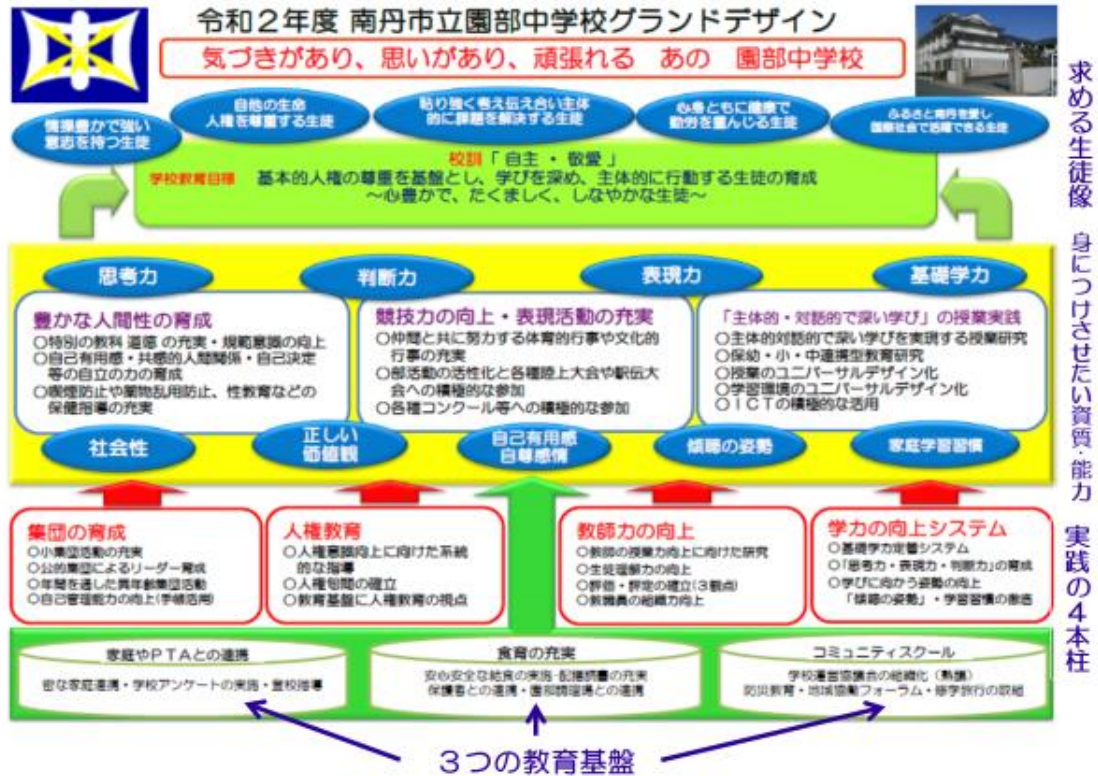 令和２年度 南丹市立園部中学校グランドデザイン
気づきがあり、思いがあり、頑張れる あの 園部中学校
情操豊かで強い
意志を持つ生徒
自他の生命
人権を尊重する生徒
粘り強く考え伝え合い主体
的に課題を解決する生徒
心身ともに健康で
勤労を重んじる生徒
ふるさと南丹を愛し
国際社会で活躍できる生徒
求める生徒像
校訓「 自主 ・ 敬愛 」
学校教育目標 基本的人権の尊重を基盤とし、学びを深め、主体的に行動する生徒の育成
～心豊かで、たくましく、しなやかな生徒～
身につけさせたい資質・能力
思考力
判断力
表現力
基礎学力
豊かな人間性の育成
○特別の教科 道徳 の充実・規範意識の向上
○自己有用感・共感的人間関係・自己決定
等の自立の力の育成
○喫煙防止や薬物乱用防止、性教育などの
保健指導の充実
競技力の向上・表現活動の充実
○仲間と共に努力する体育的行事や文化的
行事の充実
○部活動の活性化と各種陸上大会や駅伝大
会への積極的な参加
○各種コンクール等への積極的な参加
「主体的・対話的で深い学び」の授業実践
○主体的対話的で深い学びを実現する授業研究
○保幼・小・中連携型教育研究
○授業のユニバーサルデザイン化
○学習環境のユニバーサルデザイン化
○ＩＣＴの積極的な活用
社会性
正しい
価値観
自己有用感
自尊感情
傾聴の姿勢
家庭学習習慣
実践の４本柱
集団の育成
○小集団活動の充実
○公的集団によるリーダー育成
○年間を通した異年齢集団活動
○自己管理能力の向上(手帳活用)
人権教育
○人権意識向上に向けた系統
的な指導
○人権旬間の確立
○教育基盤に人権教育の視点
教師力の向上
○教師の授業力向上に向けた研究
○生徒理解力の向上
○評価・評定の確立(３観点)
○教職員の組織力向上
学力の向上システム
○基礎学力定着システム
○「思考力・表現力・判断力」の育成
○学びに向かう姿勢の向上
「傾聴の姿勢」・学習習慣の徹底
家庭やＰＴＡとの連携
密な家庭連携・学校アンケートの実施・登校指導
食育の充実
安心安全な給食の実施・配膳読書の充実
保護者との連携・園部調理場との連携
コミュニティスクール
学校運営協議会の組織化（熟議）
防災教育・地域協働フォーラム・修学旅行の取組
３つの教育基盤